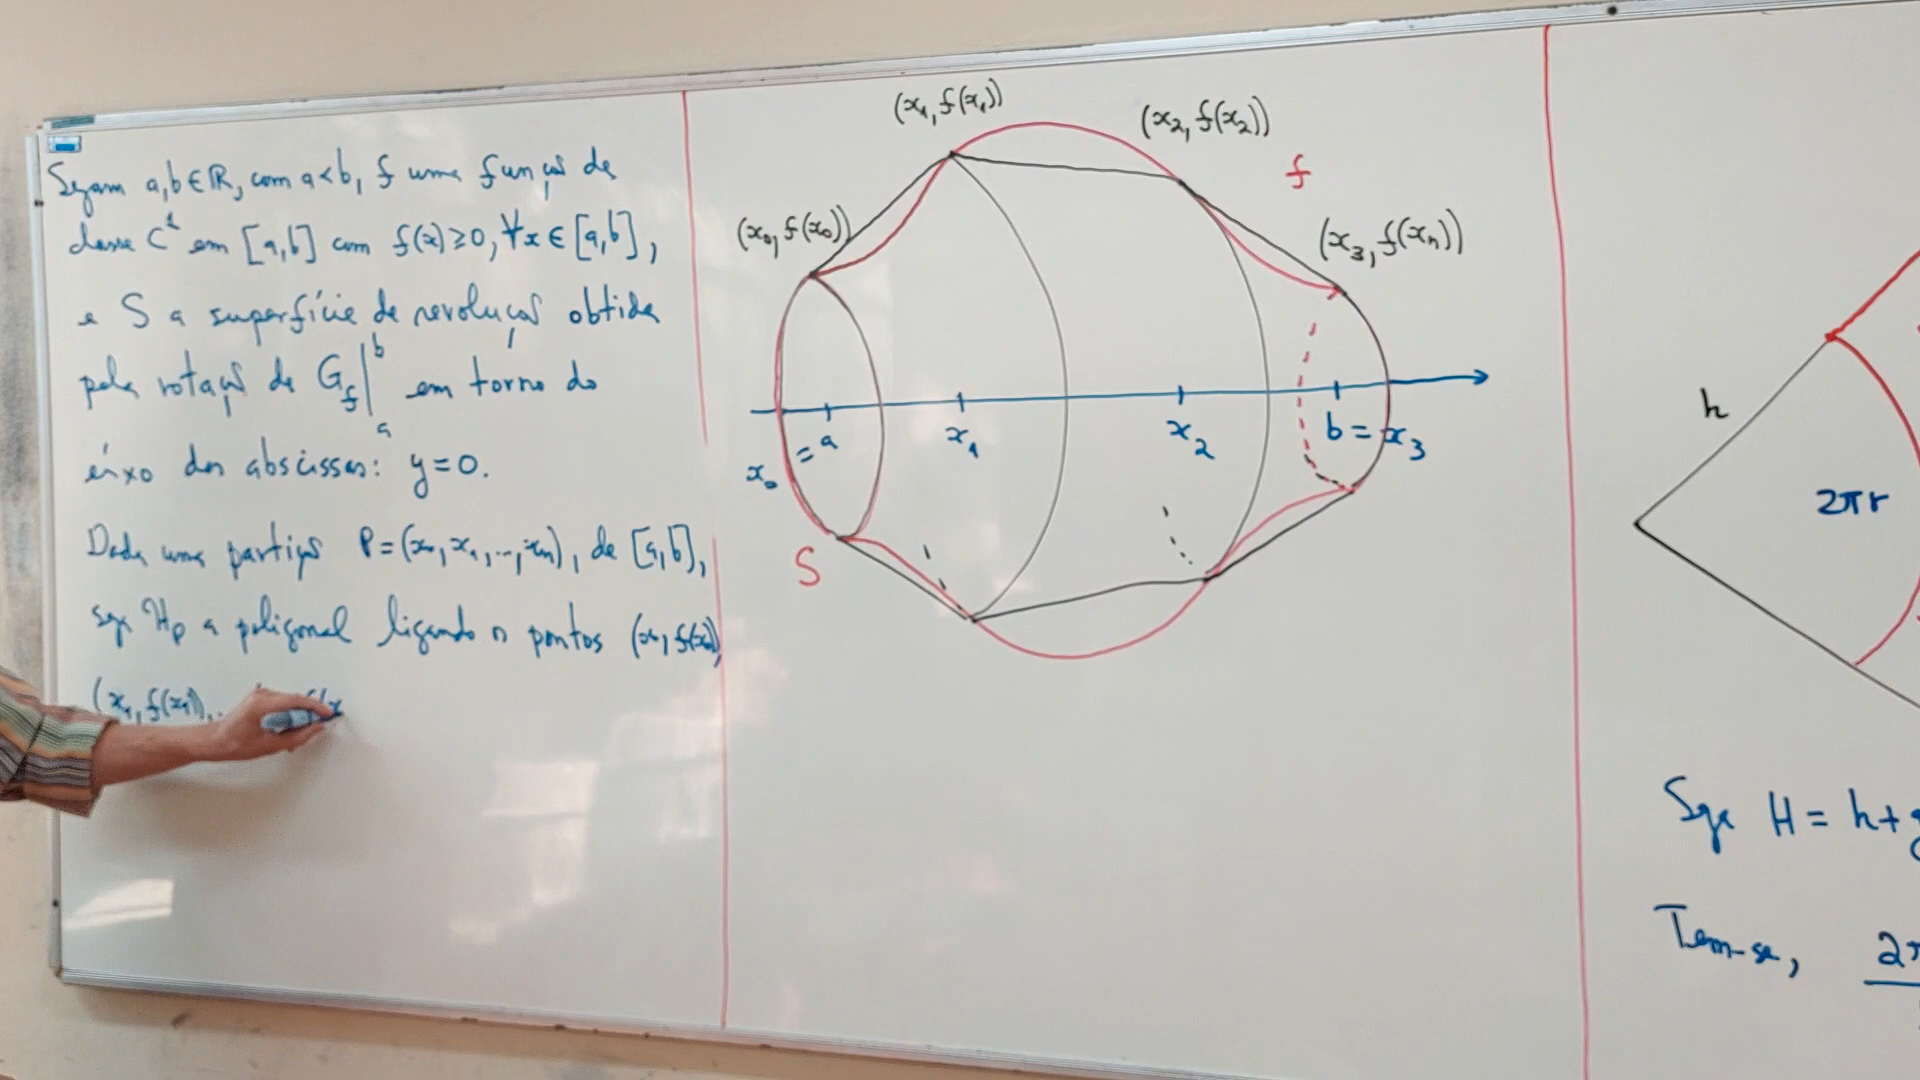 Sejam a,b∈ℝ, com a<b, f uma função de
classe C¹ em [a,b] com f(x)≥0, ∀x∈[a,b],
e S a superfície de revolução obtida
pela rotação de G_f|_a^b em torno do
eixo das abscissas: y=0.
Dada uma partição P=(x₀,x₁,...,xₙ), de [a,b],
seja H_P a poligonal ligando os pontos (x₀,f(x₀)),
(x₁,f(x₁)),... f(x
(x₁,f(x₁))
(x₂,f(x₂))
f
(x₀,f(x₀))
(x₃,f(xₙ))
x₀ = a
x₁
x₂
b = x₃
S
h
2πr
Seja H = h+g
Tem-se, 2π